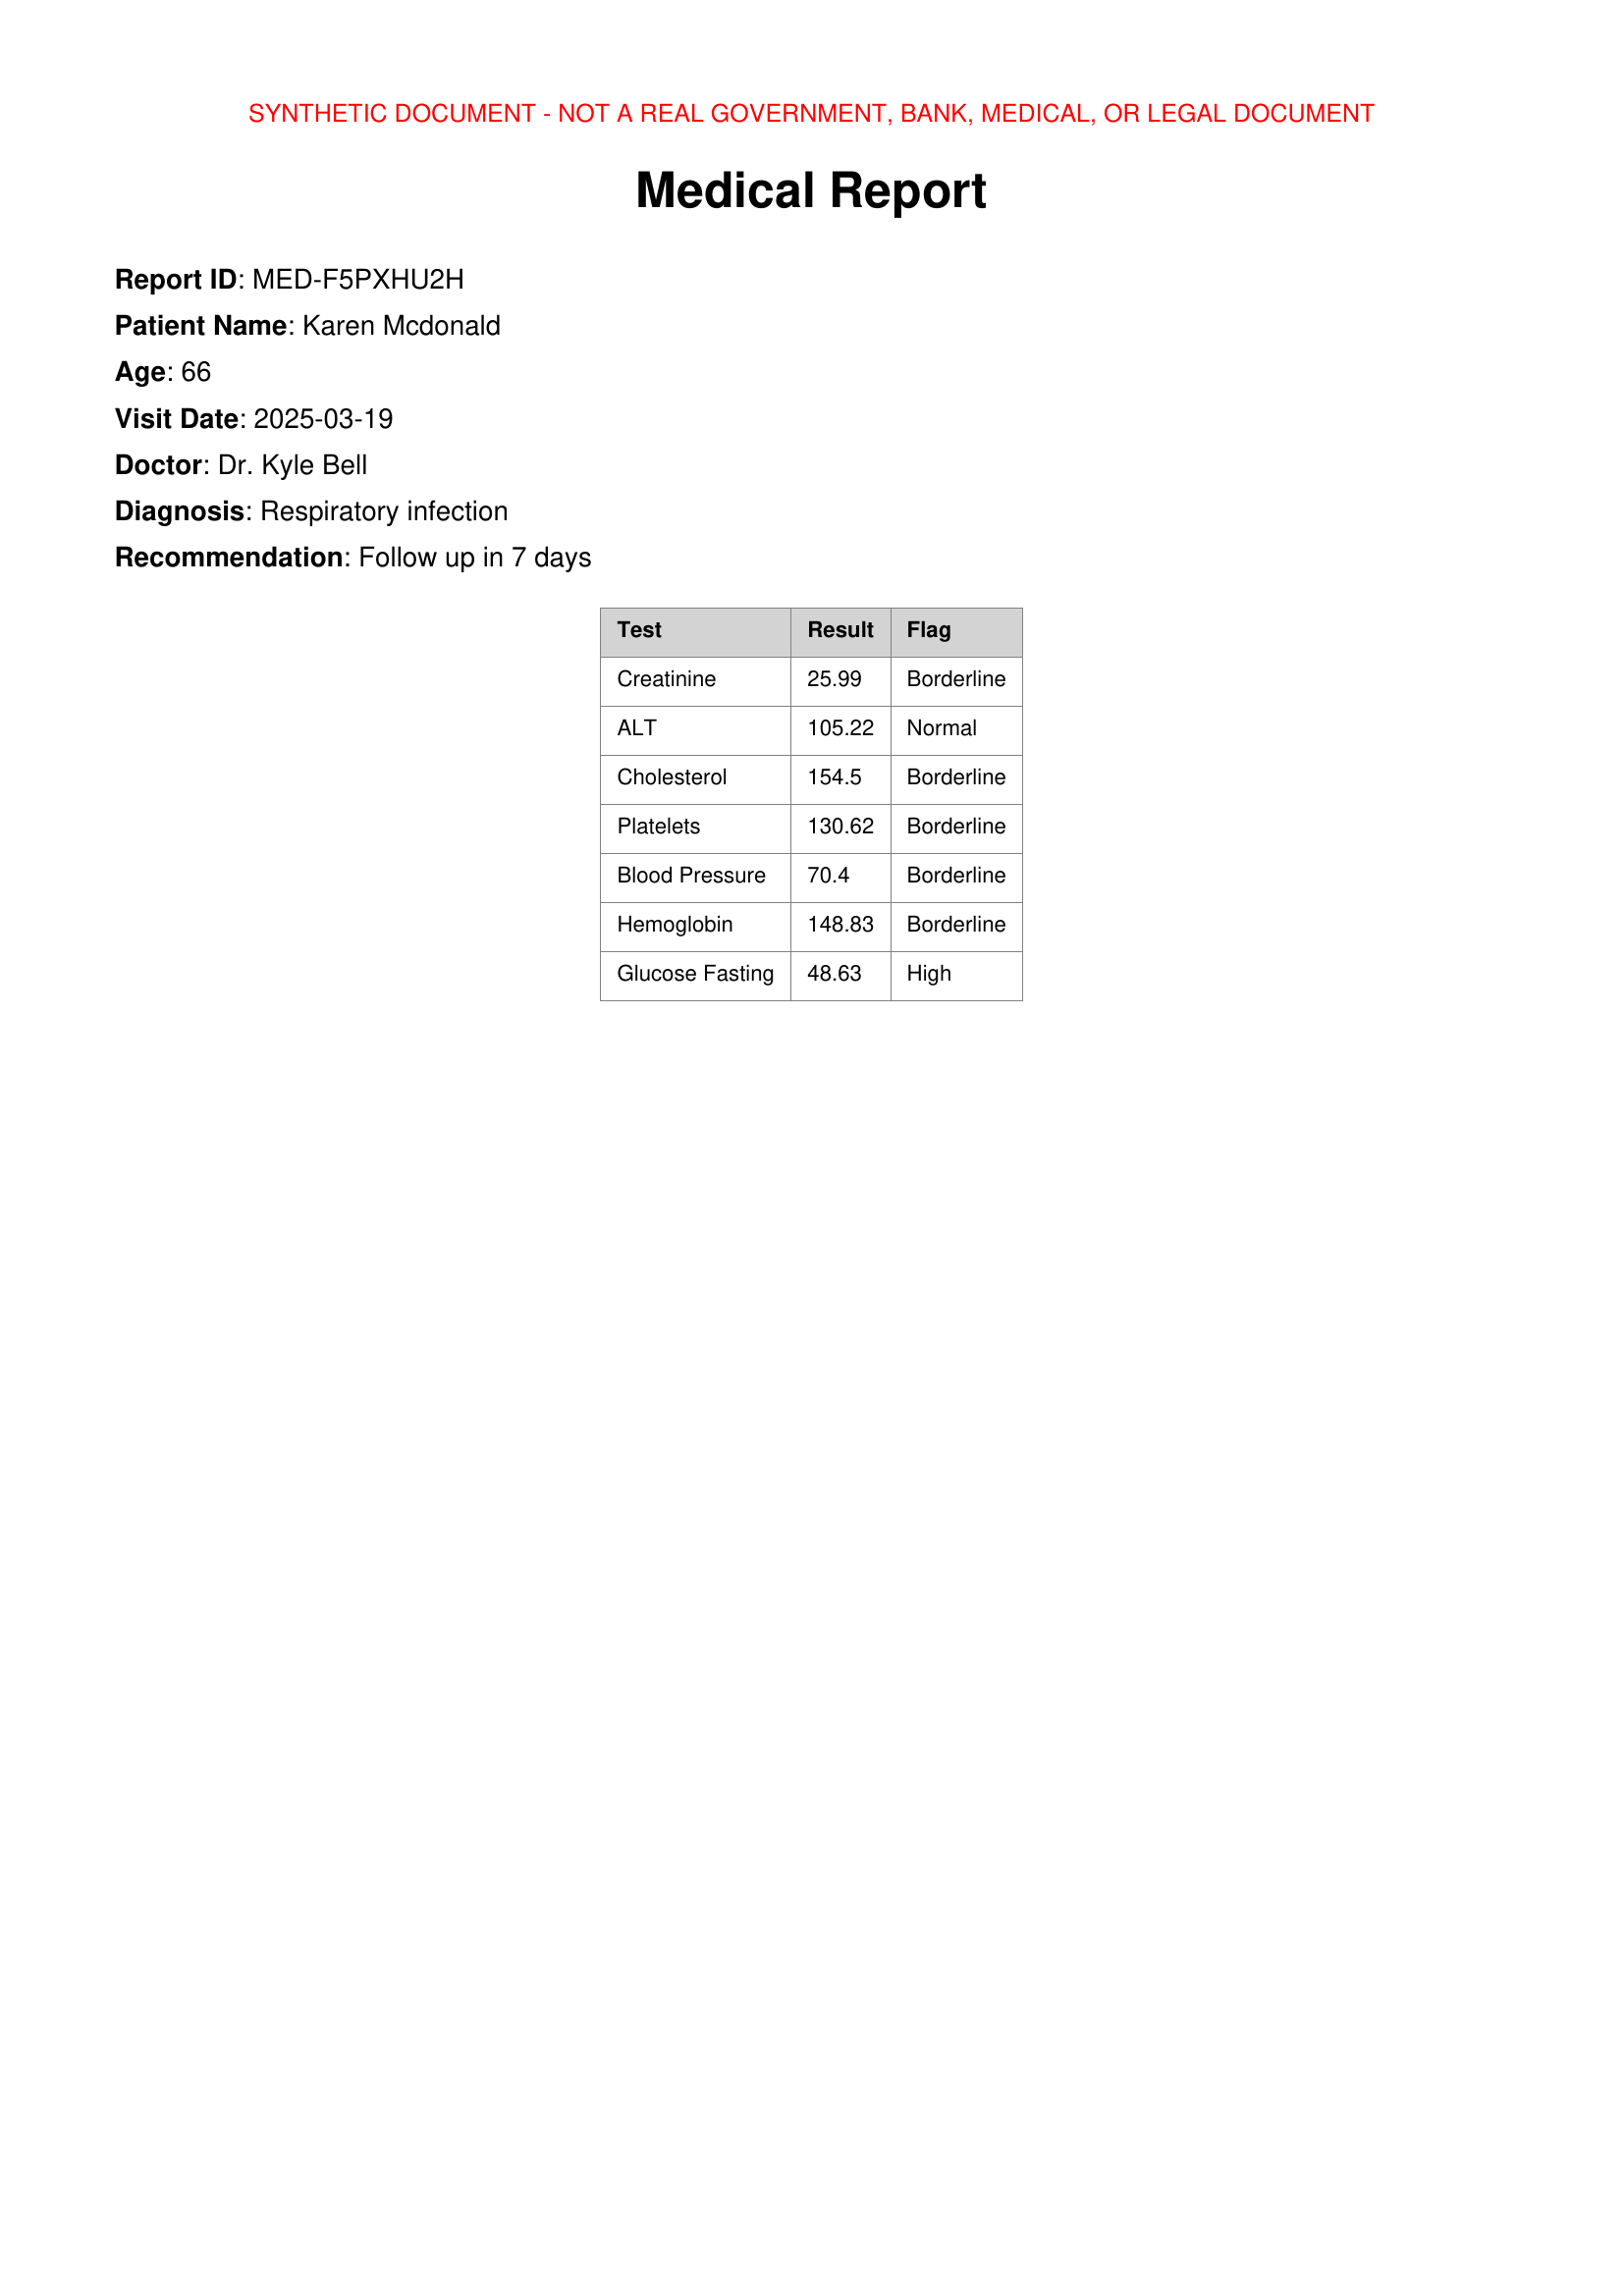 SYNTHETIC DOCUMENT - NOT A REAL GOVERNMENT, BANK, MEDICAL, OR LEGAL DOCUMENT
Medical Report
Report ID: MED-F5PXHU2H
Patient Name: Karen Mcdonald
Age: 66
Visit Date: 2025-03-19
Doctor: Dr. Kyle Bell
Diagnosis: Respiratory infection
Recommendation: Follow up in 7 days
Test Result Flag
Creatinine 25.99 Borderline
ALT 105.22 Normal
Cholesterol 154.5 Borderline
Platelets 130.62 Borderline
Blood Pressure 70.4 Borderline
Hemoglobin 148.83 Borderline
Glucose Fasting 48.63 High